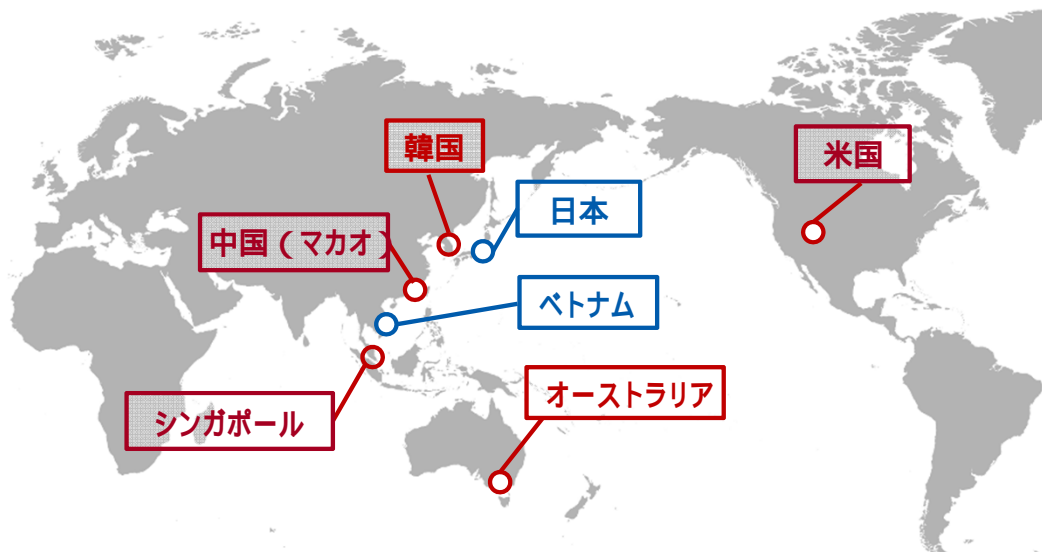 韓国
米国
日本
中国（マカオ）
ベトナム
オーストラリア
シンガポール